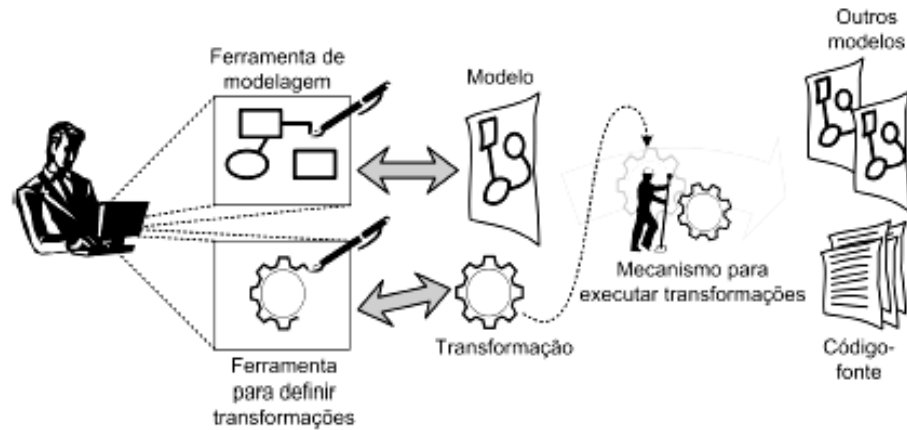 Ferramenta de
modelagem
Modelo
Outros
modelos
Mecanismo para
executar transformações
Ferramenta
para definir
transformações
Transformação
Código-
fonte